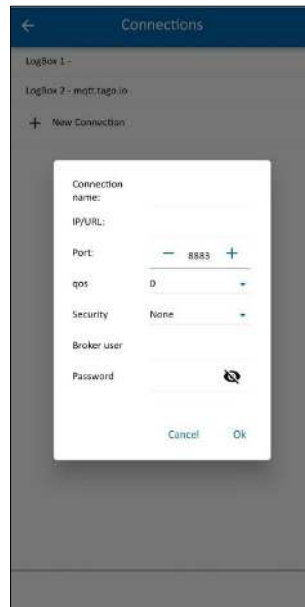 Connections
LogBox 1 -
LogBox 2 - mqtt.tago.io
+ New Connection
Connection
name:
IP/URL:
Port: − 8883 +
qos 0
Security None
Broker user
Password
Cancel Ok